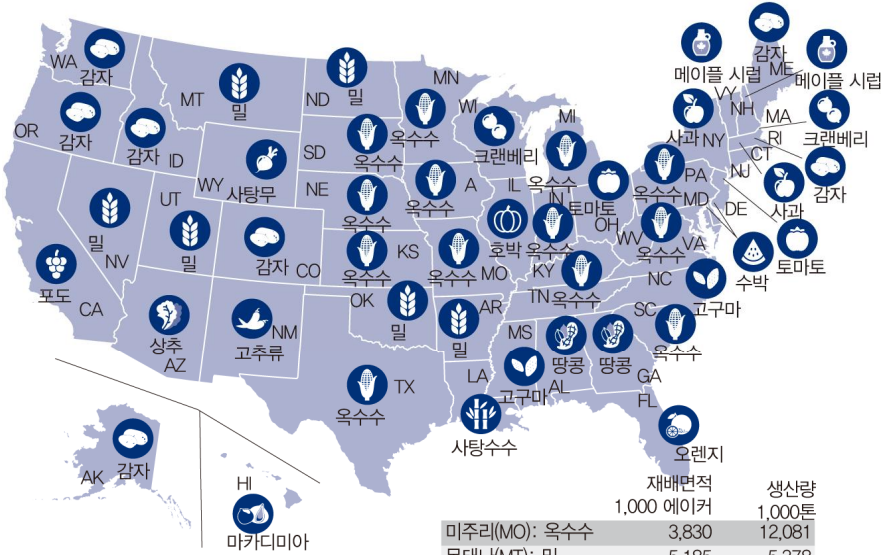 WA
감자
OR
감자
감자
ID
MT
밀
ND
밀
MN
옥수수
WI
크랜베리
MI
옥수수
메이플 시럽
감자
ME
메이플 시럽
VY
NH
사과
NY
MA
크랜베리
RI
CT
감자
NJ
사과
SD
옥수수
WY
사탕무
NE
옥수수
옥수수
A
IL
호박
IN
옥수수
토마토
OH
옥수수
PA
MD
DE
수박
토마토
UT
밀
밀
NV
감자
CO
옥수수
KS
옥수수
MO
KY
옥수수
WV
옥수수
VA
포도
CA
상추
AZ
고추류
NM
OK
밀
AR
밀
TN
NC
고구마
SC
옥수수
MS
고구마
AL
땅콩
땅콩
GA
TX
옥수수
LA
사탕수수
FL
오렌지
AK
감자
HI
마카디미아
재배면적
1,000 에이커
생산량
1,000톤
미주리(MO): 옥수수 3,830 12,081